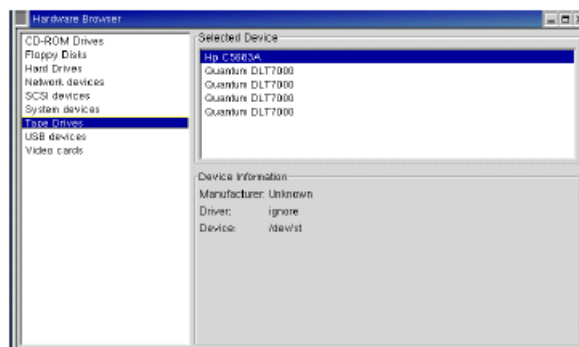 Hardware Browser
CD-ROM Drives
Floppy Disks
Hard Drives
Network devices
SCSI devices
System devices
Tape Drives
USB devices
Video cards
Selected Device
Hp C5683A
Quantum DLT7000
Quantum DLT7000
Quantum DLT7000
Quantum DLT7000
Device Information
Manufacturer: Unknown
Driver: ignore
Device: /dev/st